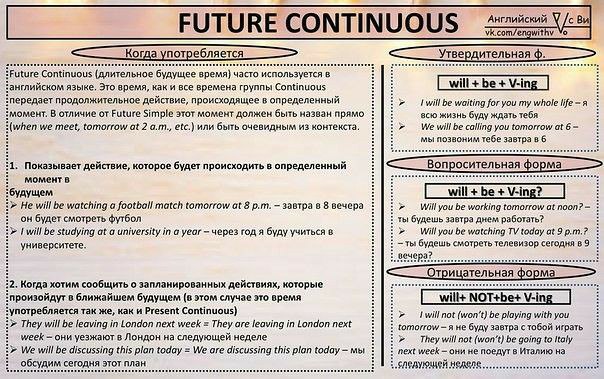 FUTURE CONTINUOUS
Английский с Ви
vk.com/engwithv
Когда употребляется
Future Continuous (длительное будущее время) часто используется в
английском языке. Это время, как и все времена группы Continuous
передает продолжительное действие, происходящее в определенный
момент. В отличие от Future Simple этот момент должен быть назван прямо
(when we meet, tomorrow at 2 a.m., etc.) или быть очевидным из контекста.
1. Показывает действие, которое будет происходить в определенный
момент в
будущем
➢ He will be watching a football match tomorrow at 8 p.m. – завтра в 8 вечера
он будет смотреть футбол
➢ I will be studying at a university in a year – через год я буду учиться в
университете.
2. Когда хотим сообщить о запланированных действиях, которые
произойдут в ближайшем будущем (в этом случае это время
употребляется так же, как и Present Continuous)
➢ They will be leaving in London next week = They are leaving in London next
week – они уезжают в Лондон на следующей неделе
➢ We will be discussing this plan today = We are discussing this plan today – мы
обсудим сегодня этот план
Утвердительная ф.
will + be + V-ing
➢ I will be waiting for you my whole life – я
всю жизнь буду ждать тебя
➢ We will be calling you tomorrow at 6 –
мы позвоним тебе завтра в 6
Вопросительная форма
will + be + V-ing?
➢ Will you be working tomorrow at noon? –
ты будешь завтра днем работать?
➢ Will you be watching TV today at 9 p.m.?
– ты будешь смотреть телевизор сегодня в 9
вечера?
Отрицательная форма
will+ NOT+be+ V-ing
➢ I will not (won't) be playing with you
tomorrow – я не буду завтра с тобой играть
➢ They will not (won't) be going to Italy
next week – они не поедут в Италию на
следующей неделе